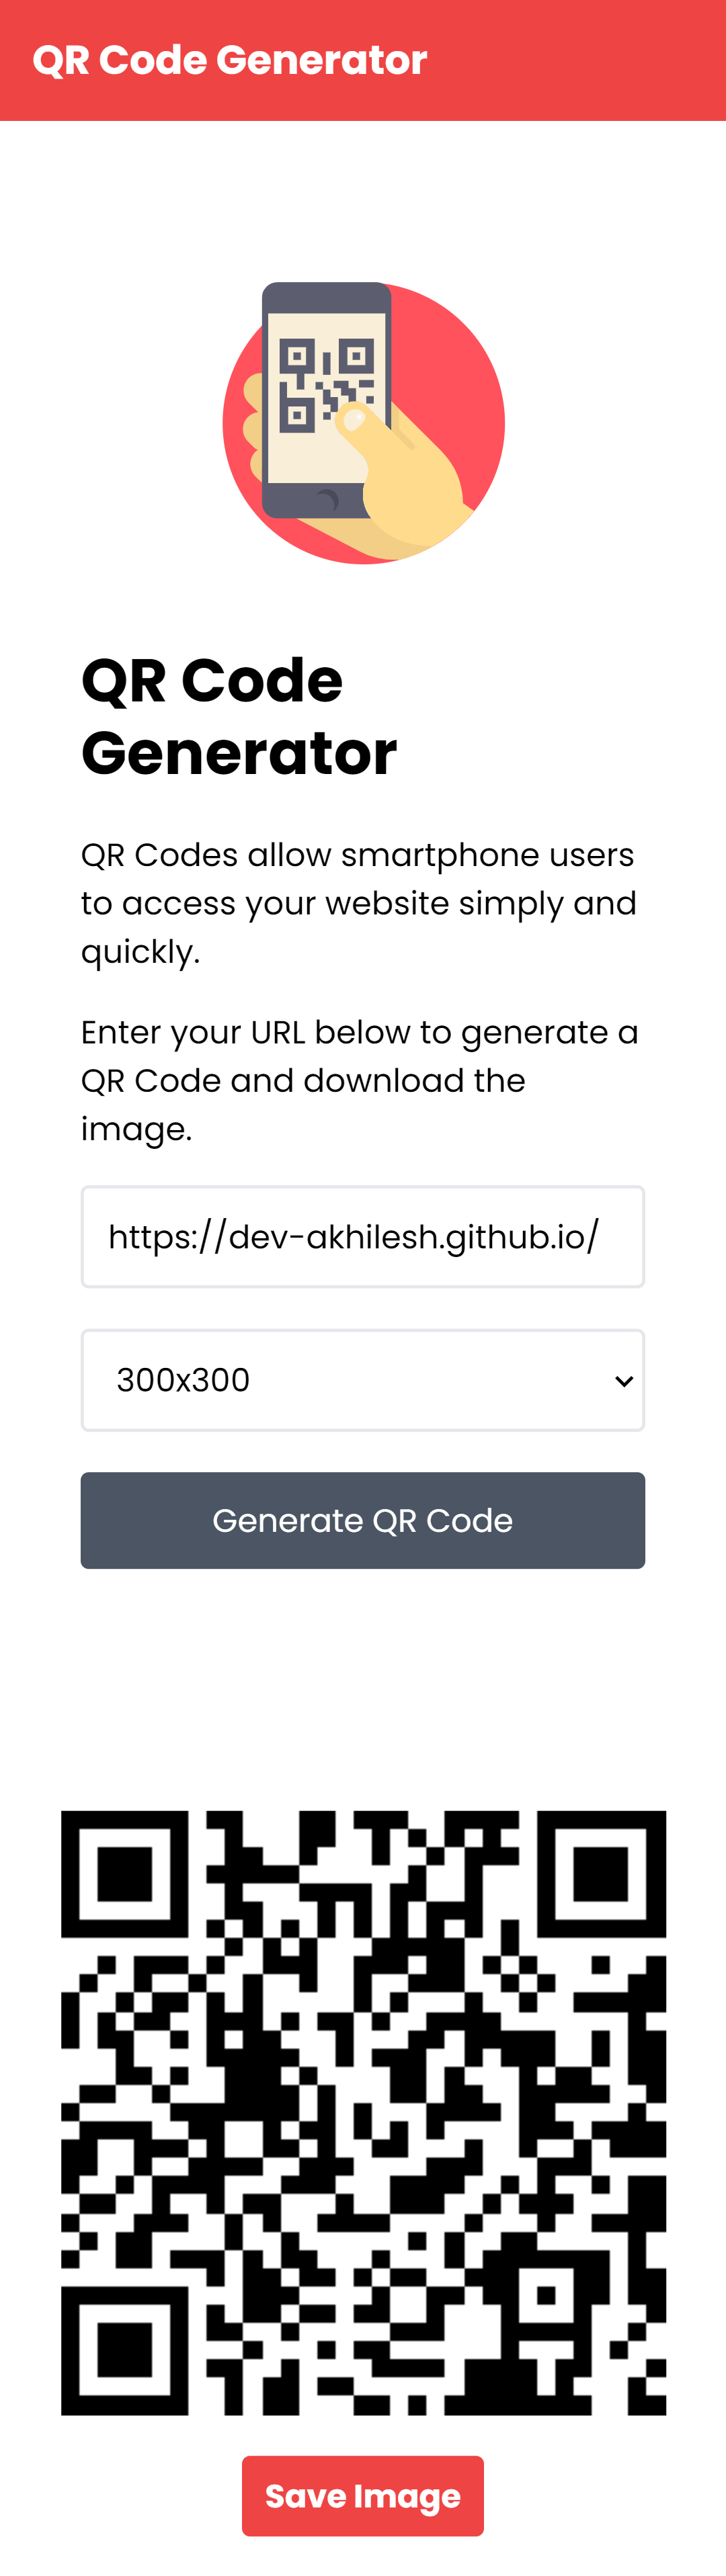 QR Code Generator
QR Code
Generator
QR Codes allow smartphone users
to access your website simply and
quickly.
Enter your URL below to generate a
QR Code and download the
image.
https://dev-akhilesh.github.io/
300x300
Generate QR Code
Save Image